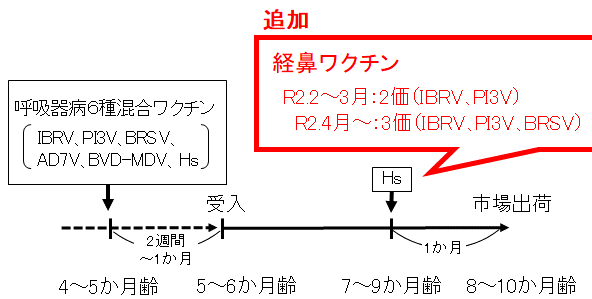 追加
経鼻ワクチン
R2.2～3月:2価(IBRV、PI3V)
R2.4月～:3価(IBRV、PI3V、BRSV)
呼吸器病6種混合ワクチン
IBRV、PI3V、BRSV、
AD7V、BVD-MDV、Hs
Hs
受入
市場出荷
2週間
～1か月
1か月
4～5か月齢
5～6か月齢
7～9か月齢
8～10か月齢